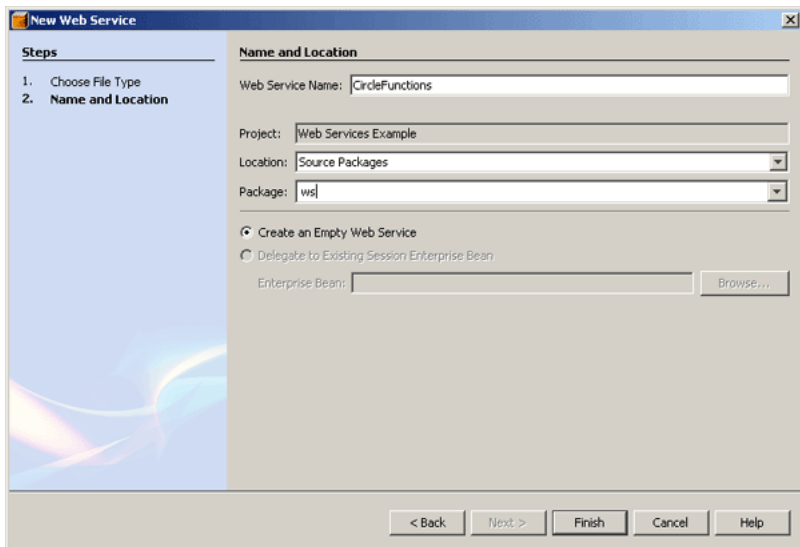 New Web Service
Steps
1. Choose File Type
2. Name and Location
Name and Location
Web Service Name: CircleFunctions
Project: Web Services Example
Location: Source Packages
Package: ws
Create an Empty Web Service
Delegate to Existing Session Enterprise Bean
Enterprise Bean: Browse...
< Back Next > Finish Cancel Help